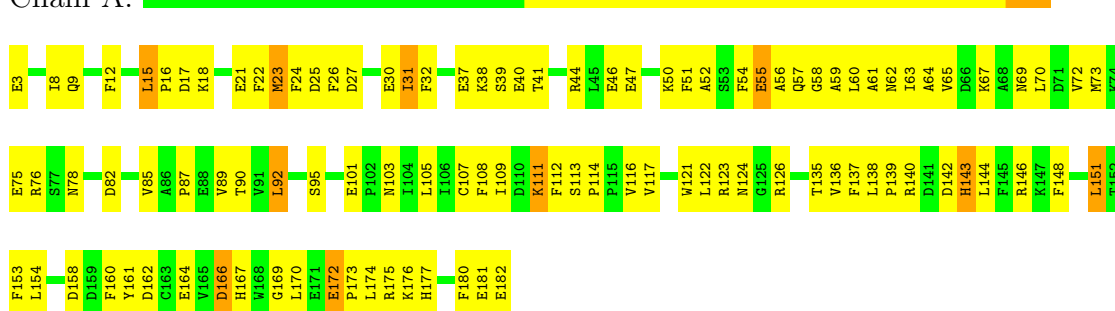 Chain A:
E3 I8 Q9 F12 L15 P16 D17 K18 E21 F22 M23 F24 D25 F26 D27 E30 I31 F32 E37 K38 S39 E40 T41 R44 L45 E46 E47 K50 F51 A52 S53 F54 E55 A56 Q57 G58 A59 L60 A61 N62 I63 A64 V65 D66 K67 A68 N69 L70 D71 V72 M73 K74
E75 R76 S77 N78 D82 V85 A86 F87 E88 V89 T90 V91 L92 S95 E101 P102 N103 I104 L105 I106 C107 F108 I109 D110 K111 F112 S113 P114 P115 V116 V117 W121 L122 R123 N124 G125 R126 T135 V136 F137 L138 P139 R140 D141 D142 H143 L144 F145 R146 K147 F148 L151 T152
F153 L154 D158 D159 F160 Y161 D162 C163 E164 V165 D166 H167 W168 G169 L170 E171 E172 P173 L174 R175 K176 H177 F180 E181 E182